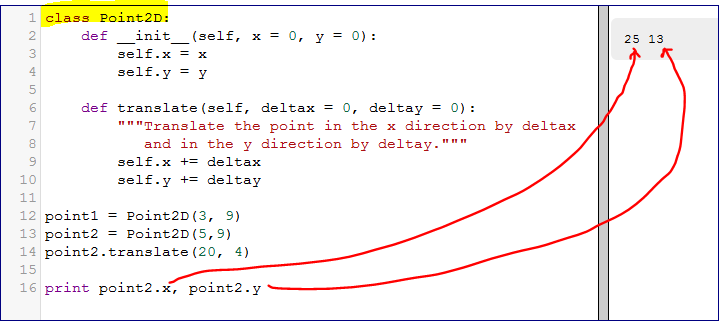 1 class Point2D:
2     def __init__(self, x = 0, y = 0):
3         self.x = x
4         self.y = y
5
6     def translate(self, deltax = 0, deltay = 0):
7         """Translate the point in the x direction by deltax
8            and in the y direction by deltay."""
9         self.x += deltax
10         self.y += deltay
11
12 point1 = Point2D(3, 9)
13 point2 = Point2D(5,9)
14 point2.translate(20, 4)
15
16 print point2.x, point2.y
25 13